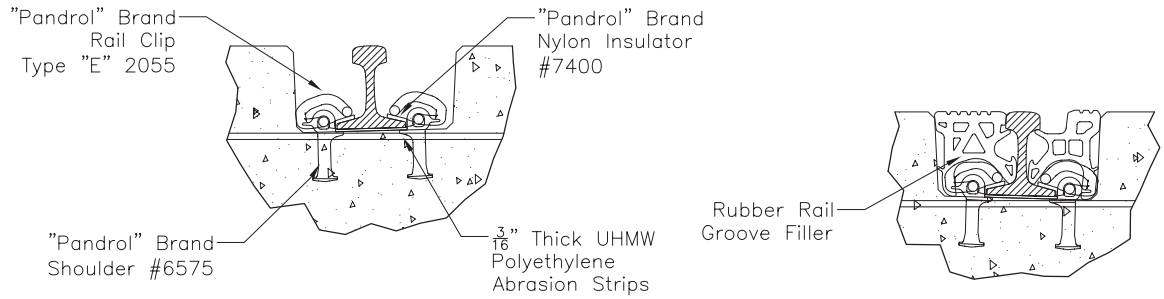 "Pandrol" Brand
Rail Clip
Type "E" 2055
"Pandrol" Brand
Nylon Insulator
#7400
"Pandrol" Brand
Shoulder #6575
3/16" Thick UHMW
Polyethylene
Abrasion Strips
Rubber Rail
Groove Filler